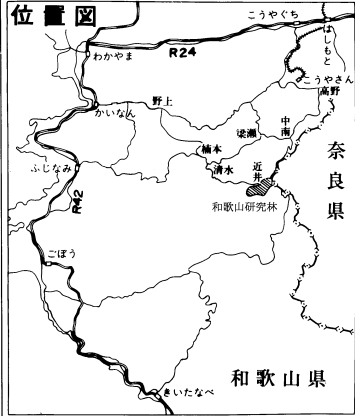 位置図
こうやぐち
はしもと
R24
わかやま
こうやさん
高野
野上
かいなん
中南
梁瀬
楠本
ふじなみ
清水
近井
奈良県
和歌山研究林
R42
ごぼう
和歌山県
きいたなべ